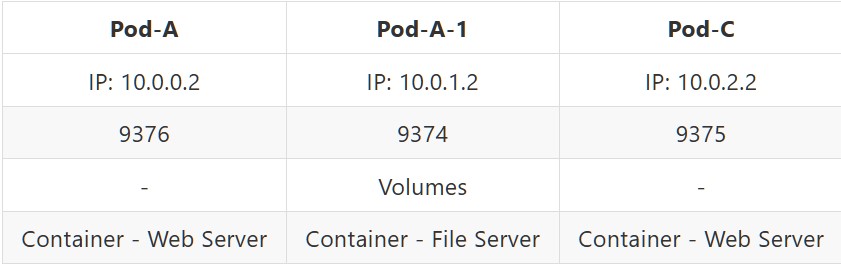 Pod-A Pod-A-1 Pod-C
IP: 10.0.0.2 IP: 10.0.1.2 IP: 10.0.2.2
9376 9374 9375
- Volumes -
Container - Web Server Container - File Server Container - Web Server